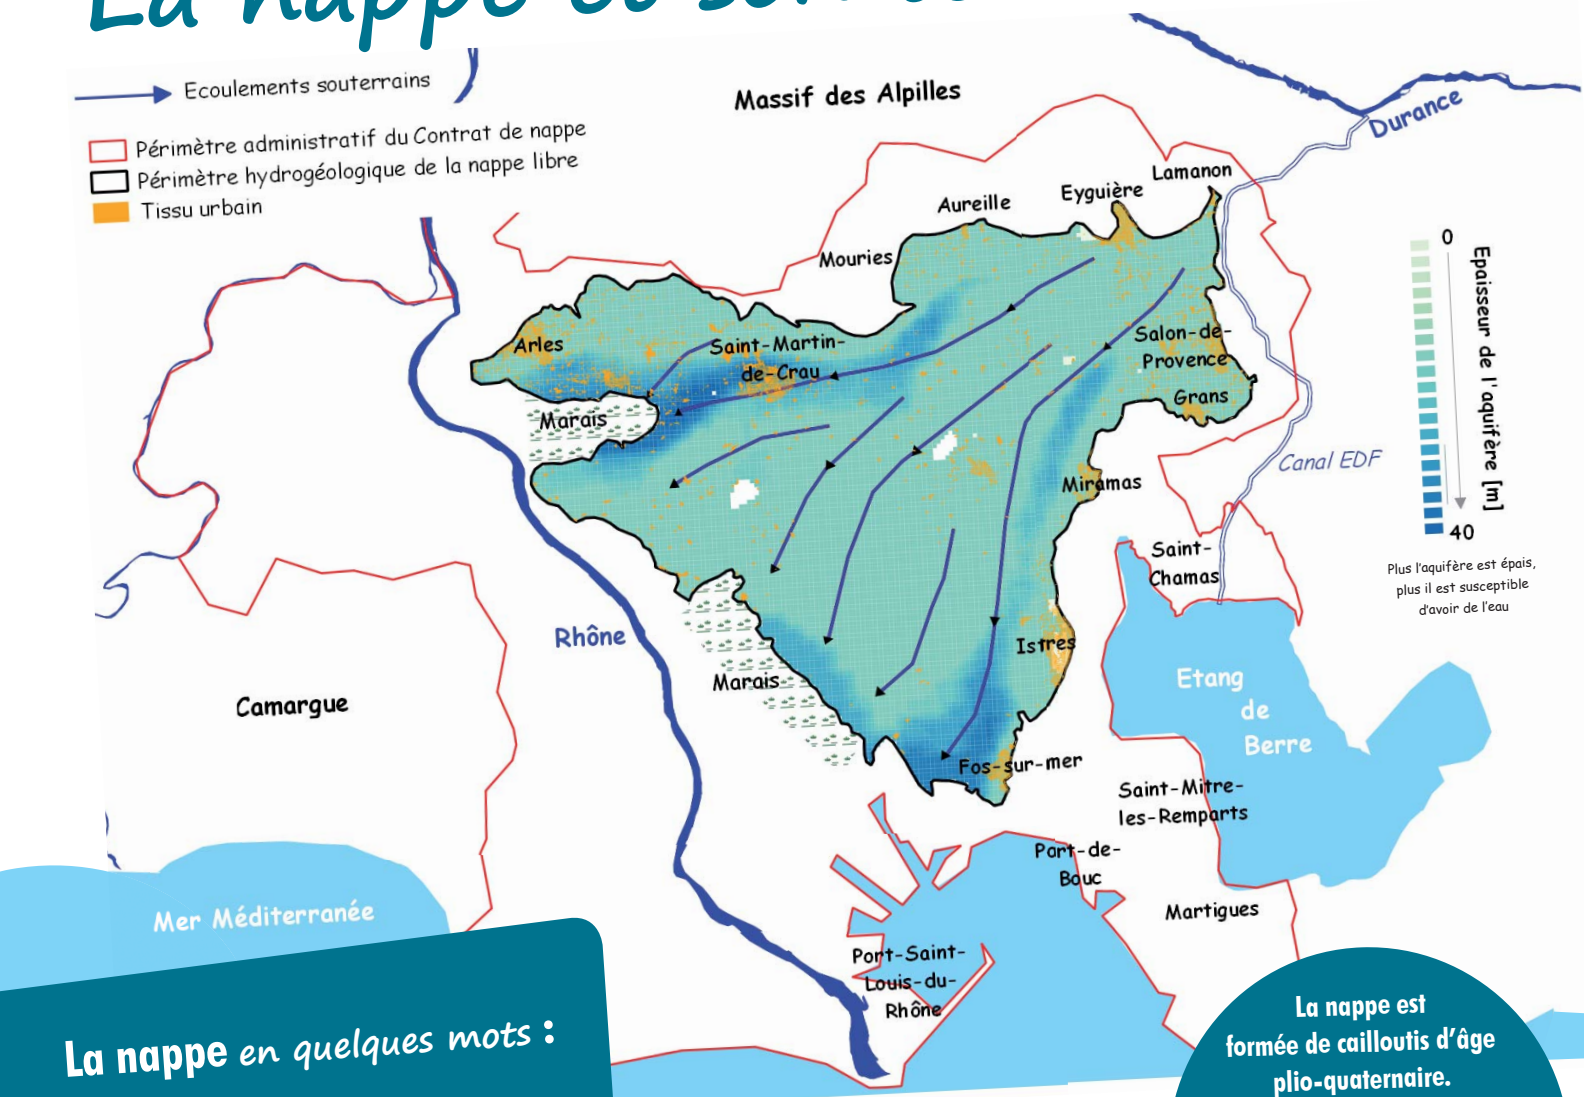 La nappe et
Ecoulements souterrains
Périmètre administratif du Contrat de nappe
Périmètre hydrogéologique de la nappe libre
Tissu urbain
Massif des Alpilles
Durance
Lamanon
Eyguière
Aureille
Mouries
Arles
Saint-Martin-
de-Crau
Salon-de-
Provence
Grans
Marais
Miramas
Canal EDF
0
Epaisseur de l'aquifère [m]
40
Plus l'aquifère est épais,
plus il est susceptible
d'avoir de l'eau
Saint-
Chamas
Rhône
Istres
Marais
Camargue
Etang
de
Berre
Fos-sur-mer
Saint-Mitre-
les-Remparts
Port-de-
Bouc
Martigues
Mer Méditerranée
Port-Saint-
Louis-du-
Rhône
La nappe en quelques mots :
La nappe est
formée de cailloutis d'âge
plio-quaternaire.